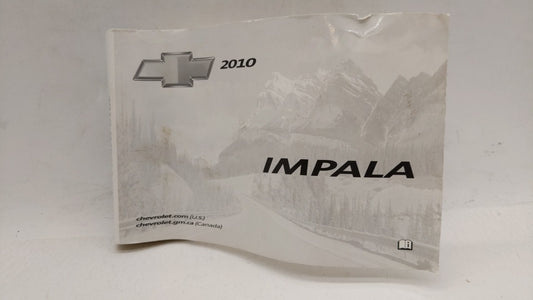 2010
IMPALA
chevrolet.com (U.S.)
chevrolet.gm.ca (Canada)